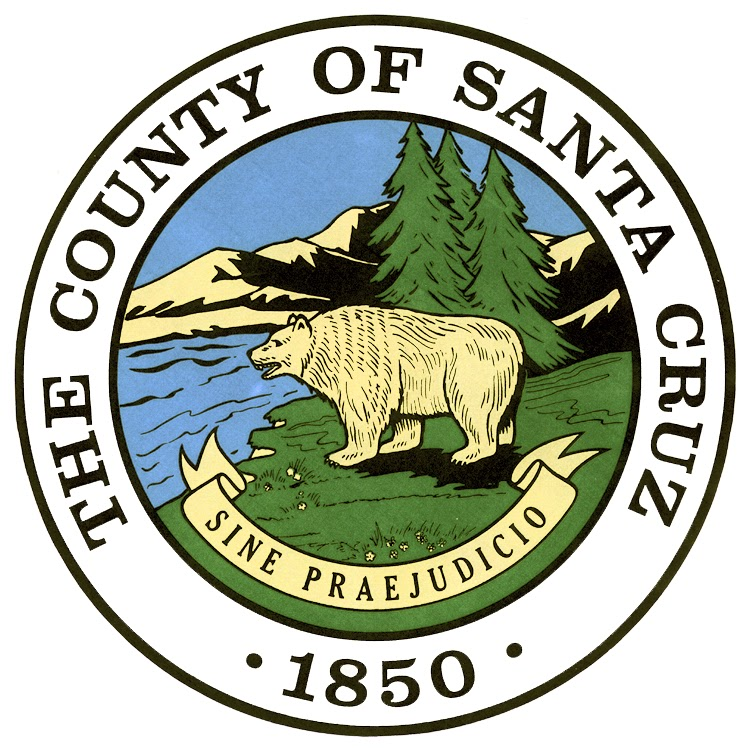 THE COUNTY OF SANTA CRUZ
SINE PRAEJUDICIO
• 1850 •